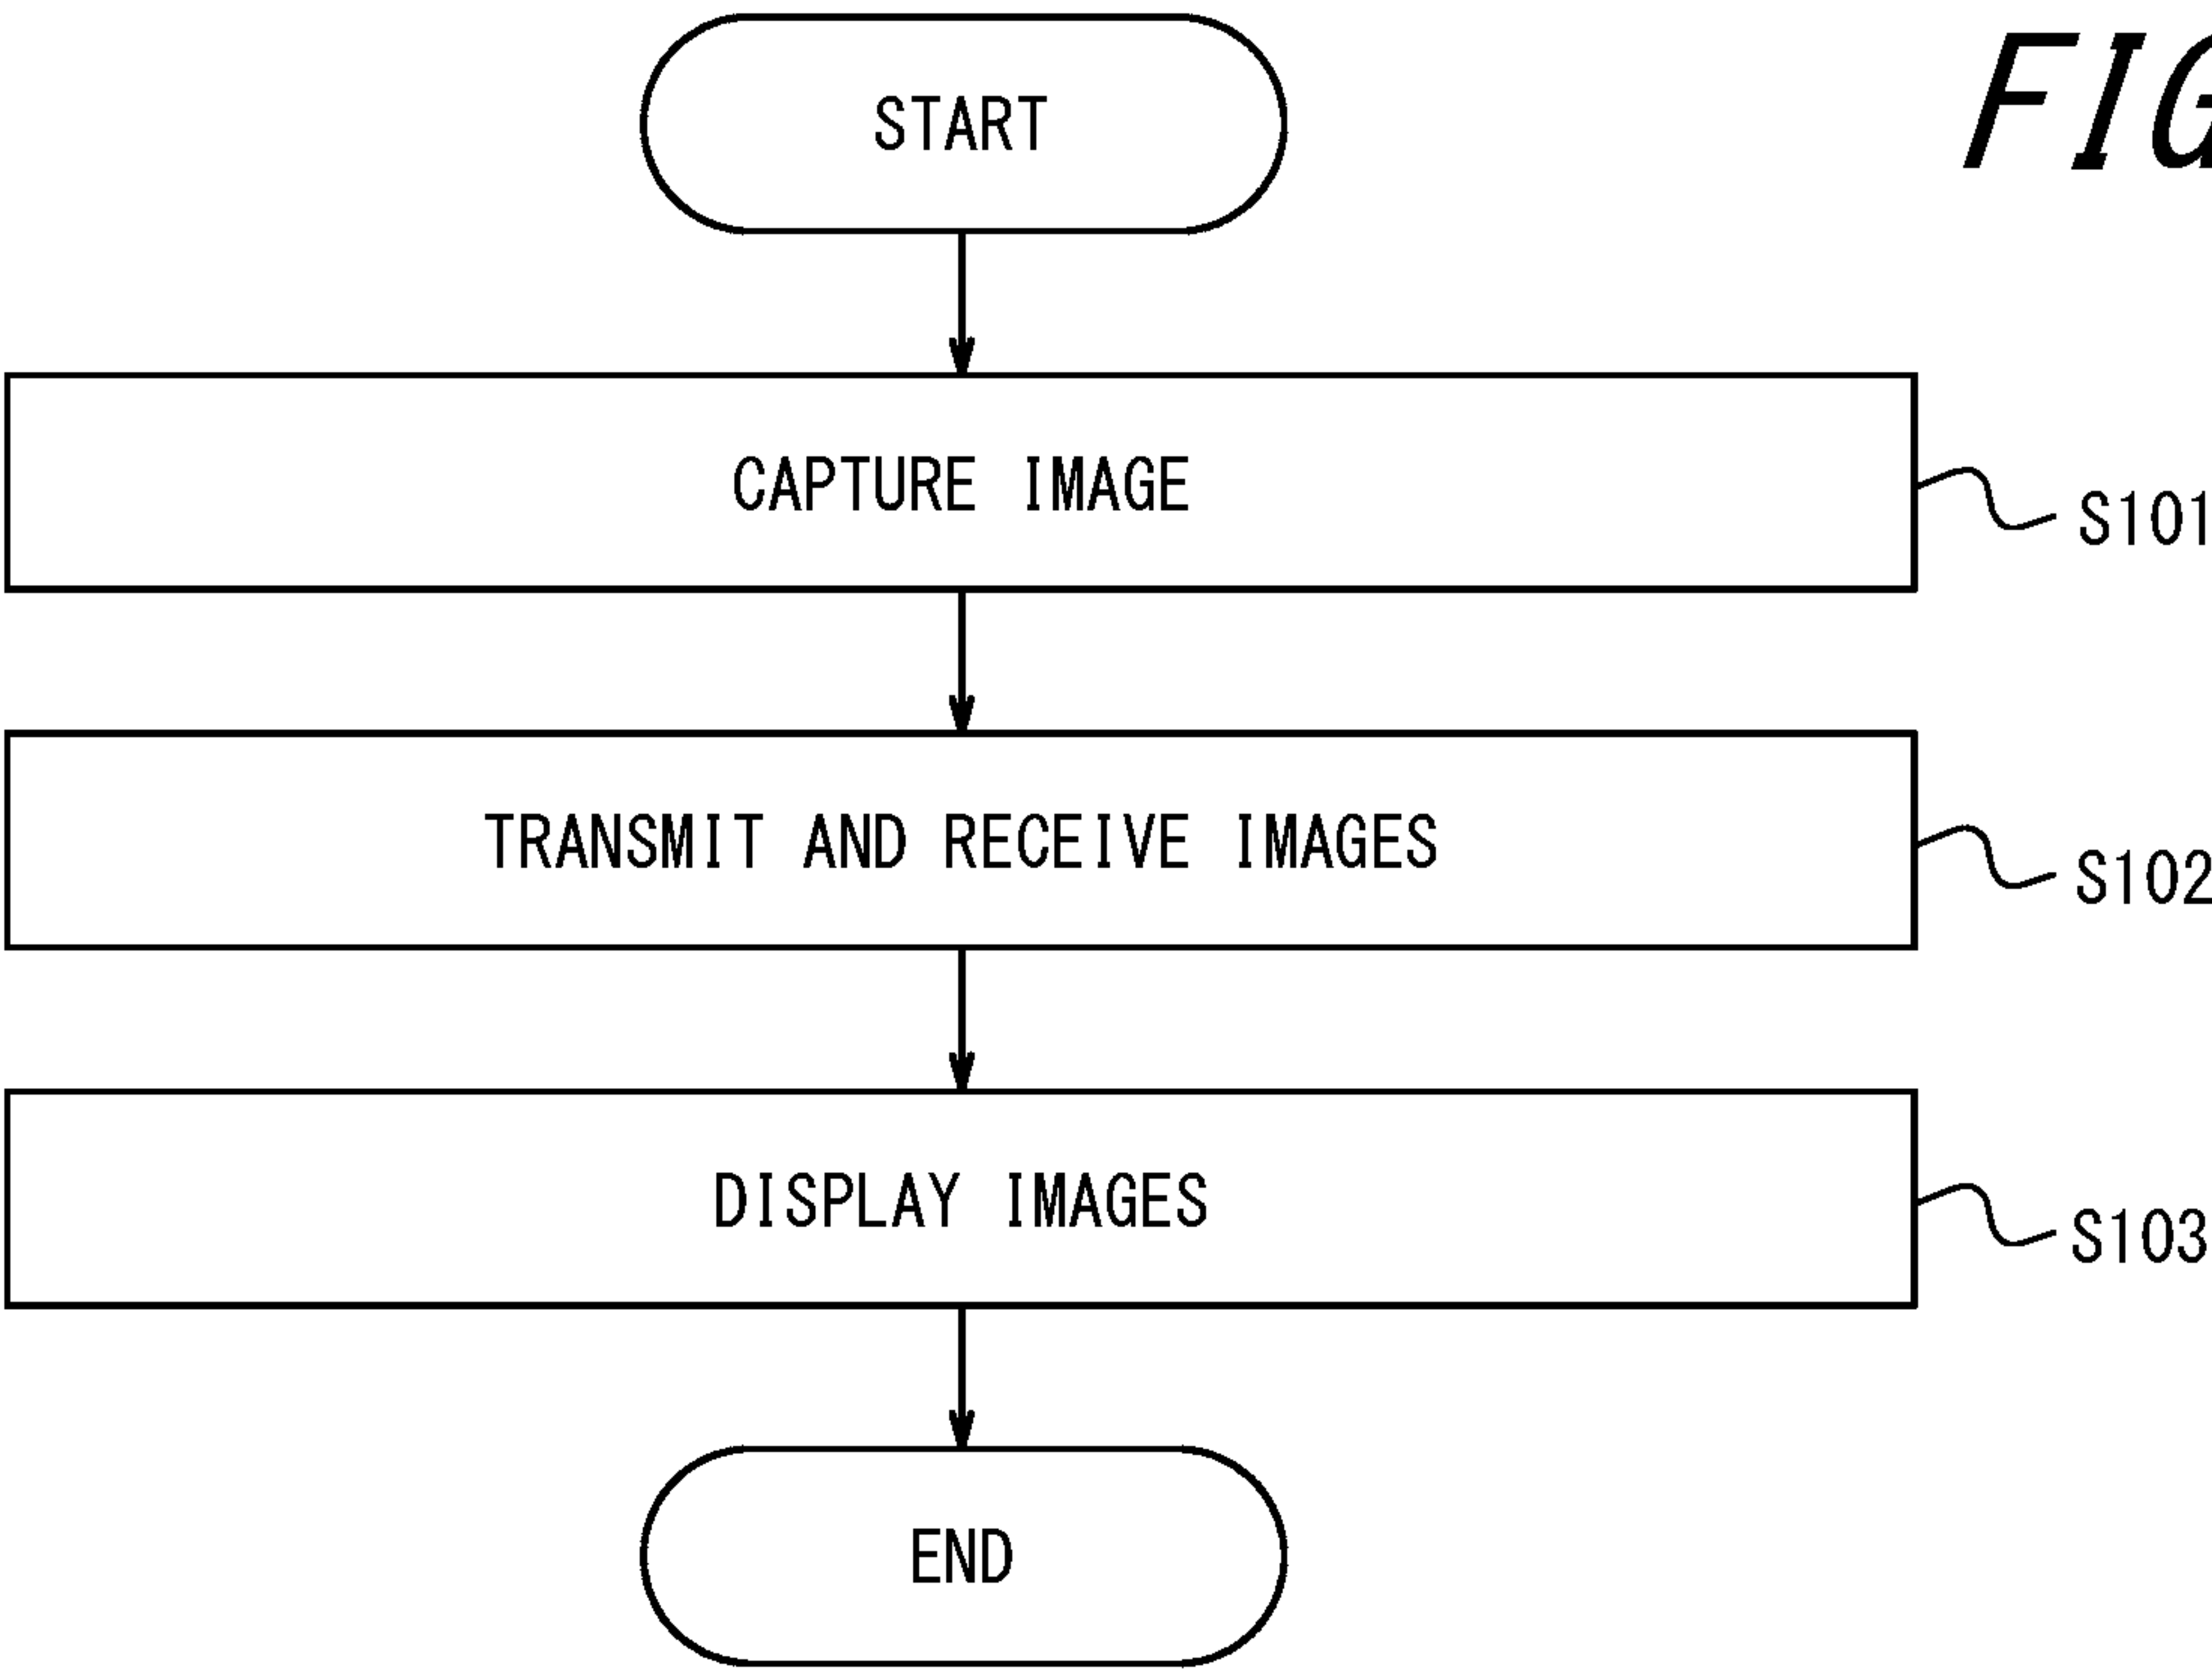 START
FIG
CAPTURE IMAGE
S101
TRANSMIT AND RECEIVE IMAGES
S102
DISPLAY IMAGES
S103
END